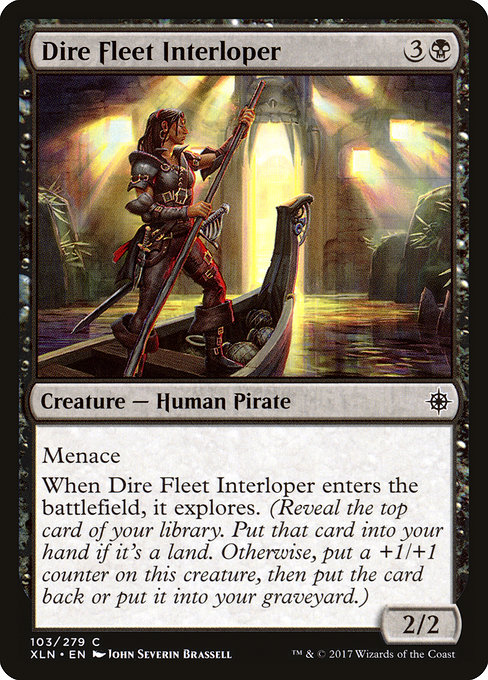 Dire Fleet Interloper 3
Creature — Human Pirate
Menace
When Dire Fleet Interloper enters the
battlefield, it explores. (Reveal the top
card of your library. Put that card into your
hand if it's a land. Otherwise, put a +1/+1
counter on this creature, then put the card
back or put it into your graveyard.)
2/2
103/279 C
XLN • EN John Severin Brassell ™ & © 2017 Wizards of the Coast